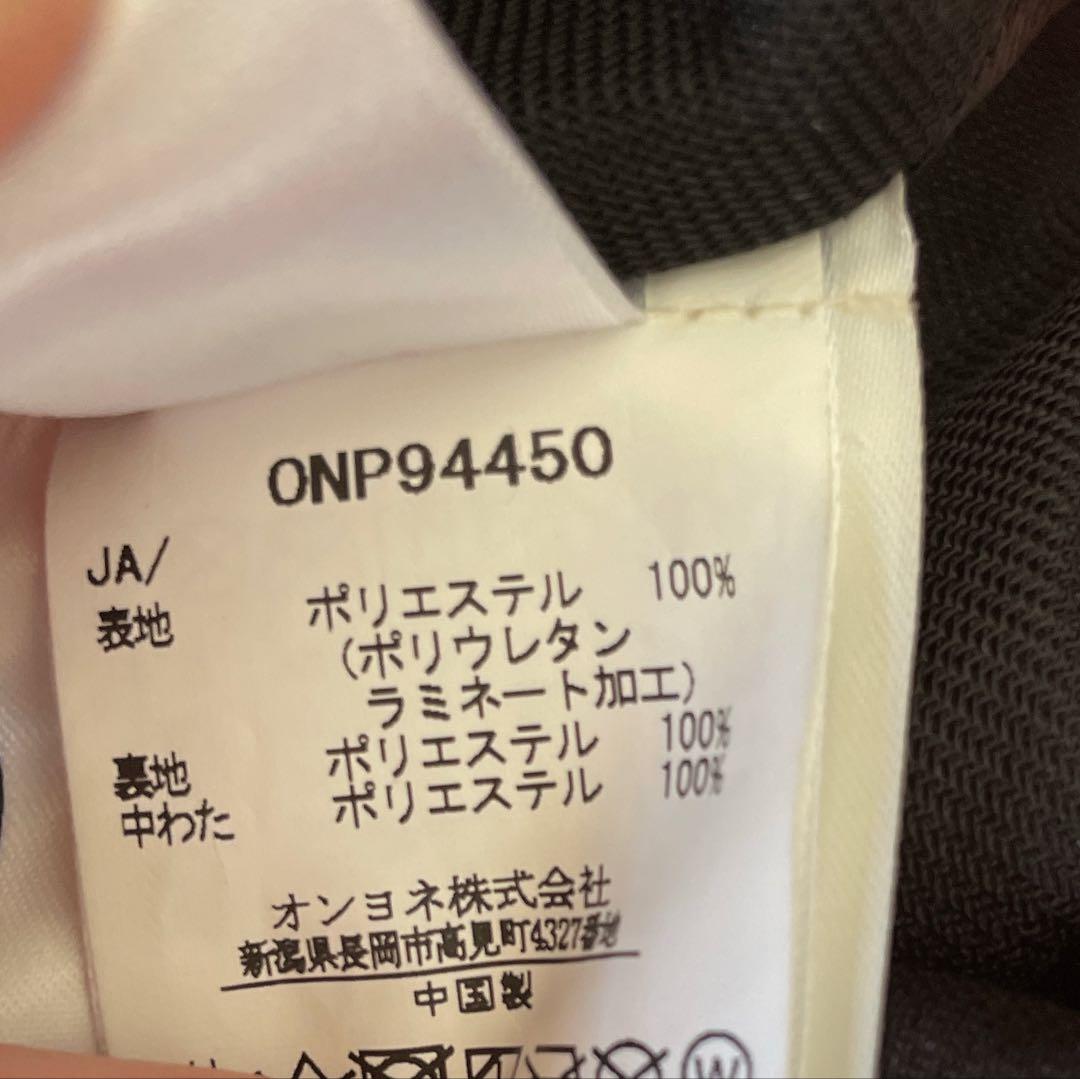 ONP94450
JA/
表地 ポリエステル 100%
(ポリウレタン
ラミネート加工)
裏地 ポリエステル 100%
中わた ポリエステル 100%
オンヨネ株式会社
新潟県長岡市高見町4327番地
中国製
W